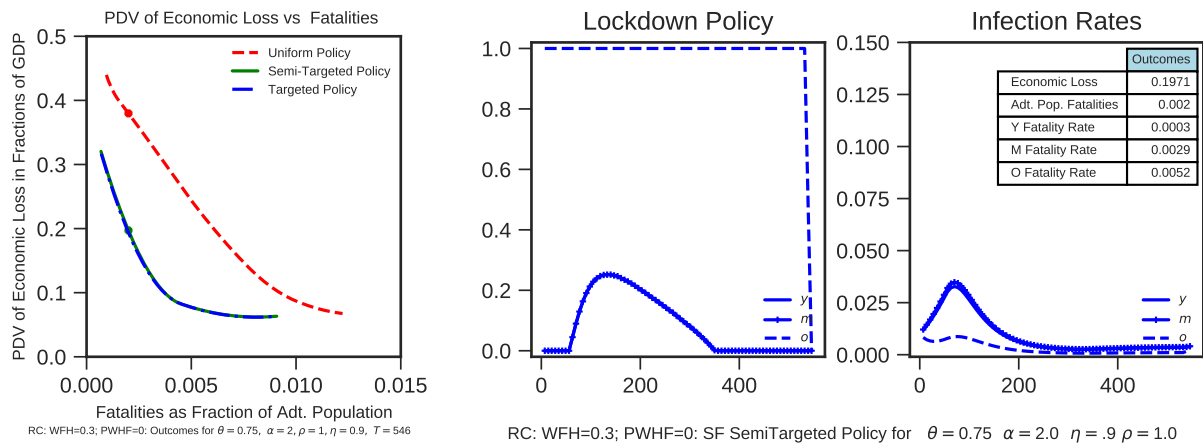 PDV of Economic Loss vs Fatalities
PDV of Economic Loss in Fractions of GDP
0.5
0.4
0.3
0.2
0.1
0.0
Uniform Policy
Semi-Targeted Policy
Targeted Policy
0.000 0.005 0.010 0.015
Fatalities as Fraction of Adt. Population
RC: WFH=0.3; PWHF=0: Outcomes for θ = 0.75, α = 2, ρ = 1, η = 0.9, T = 546
Lockdown Policy
1.0
0.8
0.6
0.4
0.2
0.0
y
m
o
0 200 400
Infection Rates
0.150
0.125
0.100
0.075
0.050
0.025
0.000
Outcomes
Economic Loss 0.1971
Adt. Pop. Fatalities 0.002
Y Fatality Rate 0.0003
M Fatality Rate 0.0029
O Fatality Rate 0.0052
y
m
o
0 200 400
RC: WFH=0.3; PWHF=0: SF SemiTargeted Policy for θ = 0.75 α = 2.0 η = .9 ρ = 1.0